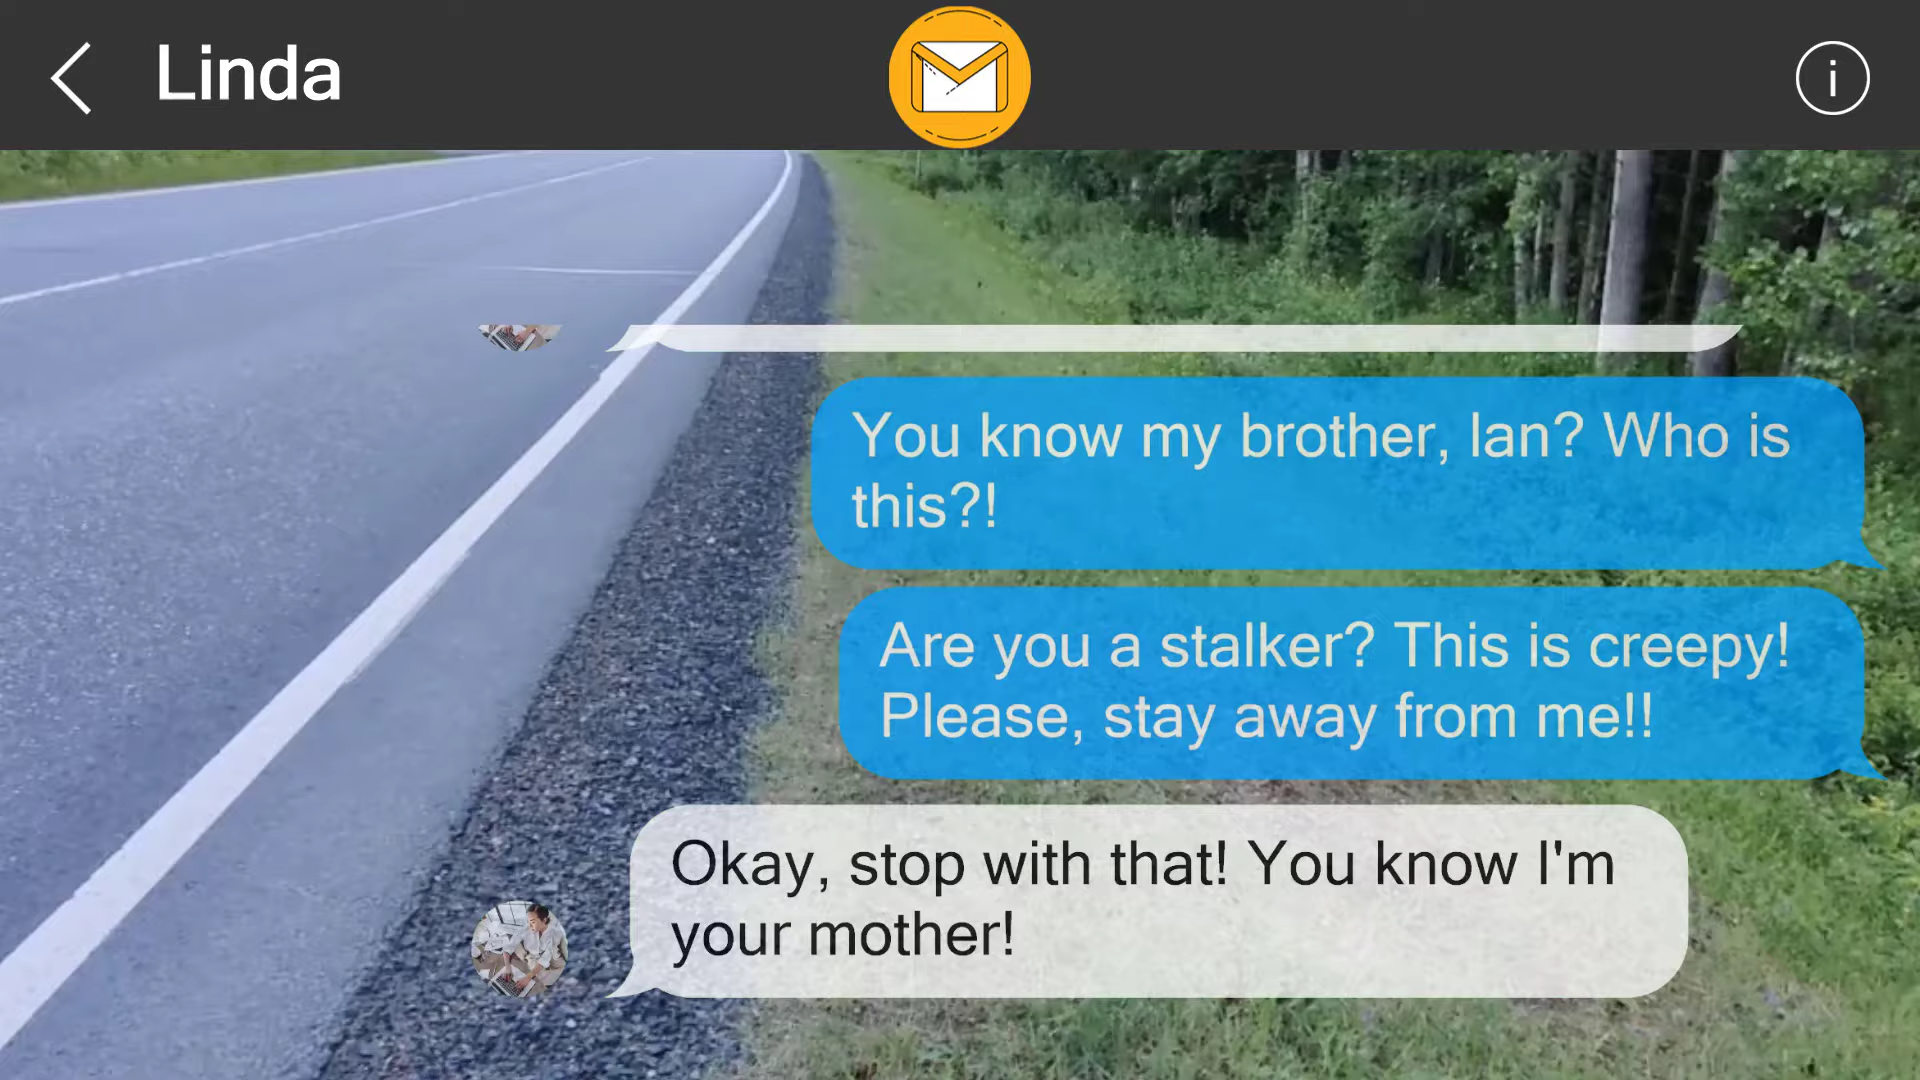 Linda
i
You know my brother, Ian? Who is
this?!
Are you a stalker? This is creepy!
Please, stay away from me!!
Okay, stop with that! You know I'm
your mother!